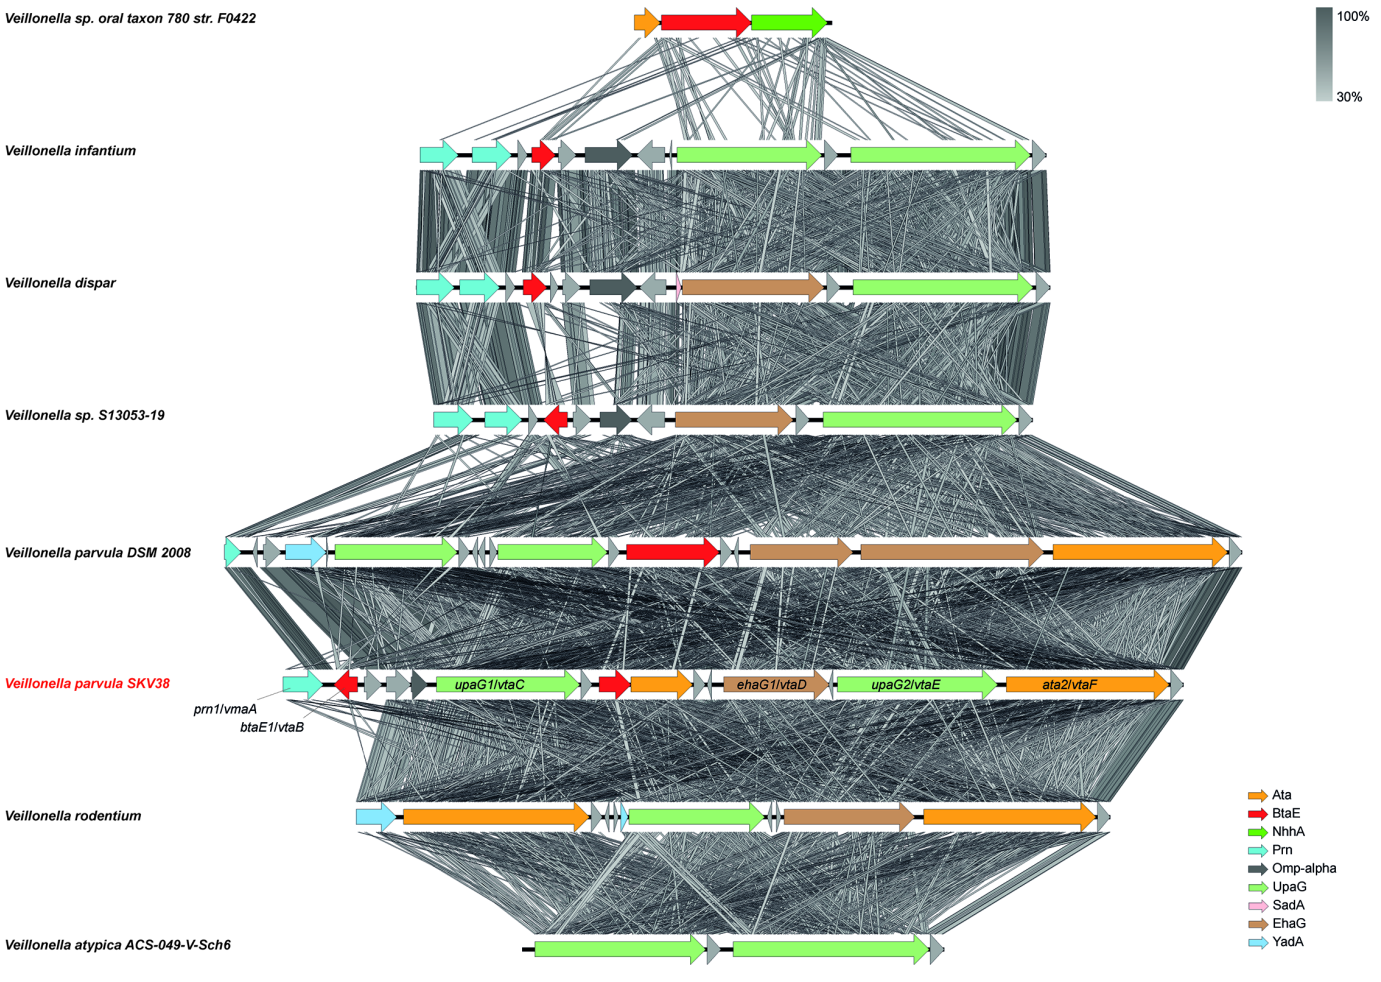 Veillonella sp. oral taxon 780 str. F0422
100%
30%
Veillonella infantium
Veillonella dispar
Veillonella sp. S13053-19
Veillonella parvula DSM 2008
Veillonella parvula SKV38
upaG1/vtaC
ehaG1/vtaD
upaG2/vtaE
ata2/vtaF
prn1/vmaA
btaE1/vtaB
Veillonella rodentium
Veillonella atypica ACS-049-V-Sch6
Ata
BtaE
NhhA
Prn
Omp-alpha
UpaG
SadA
EhaG
YadA